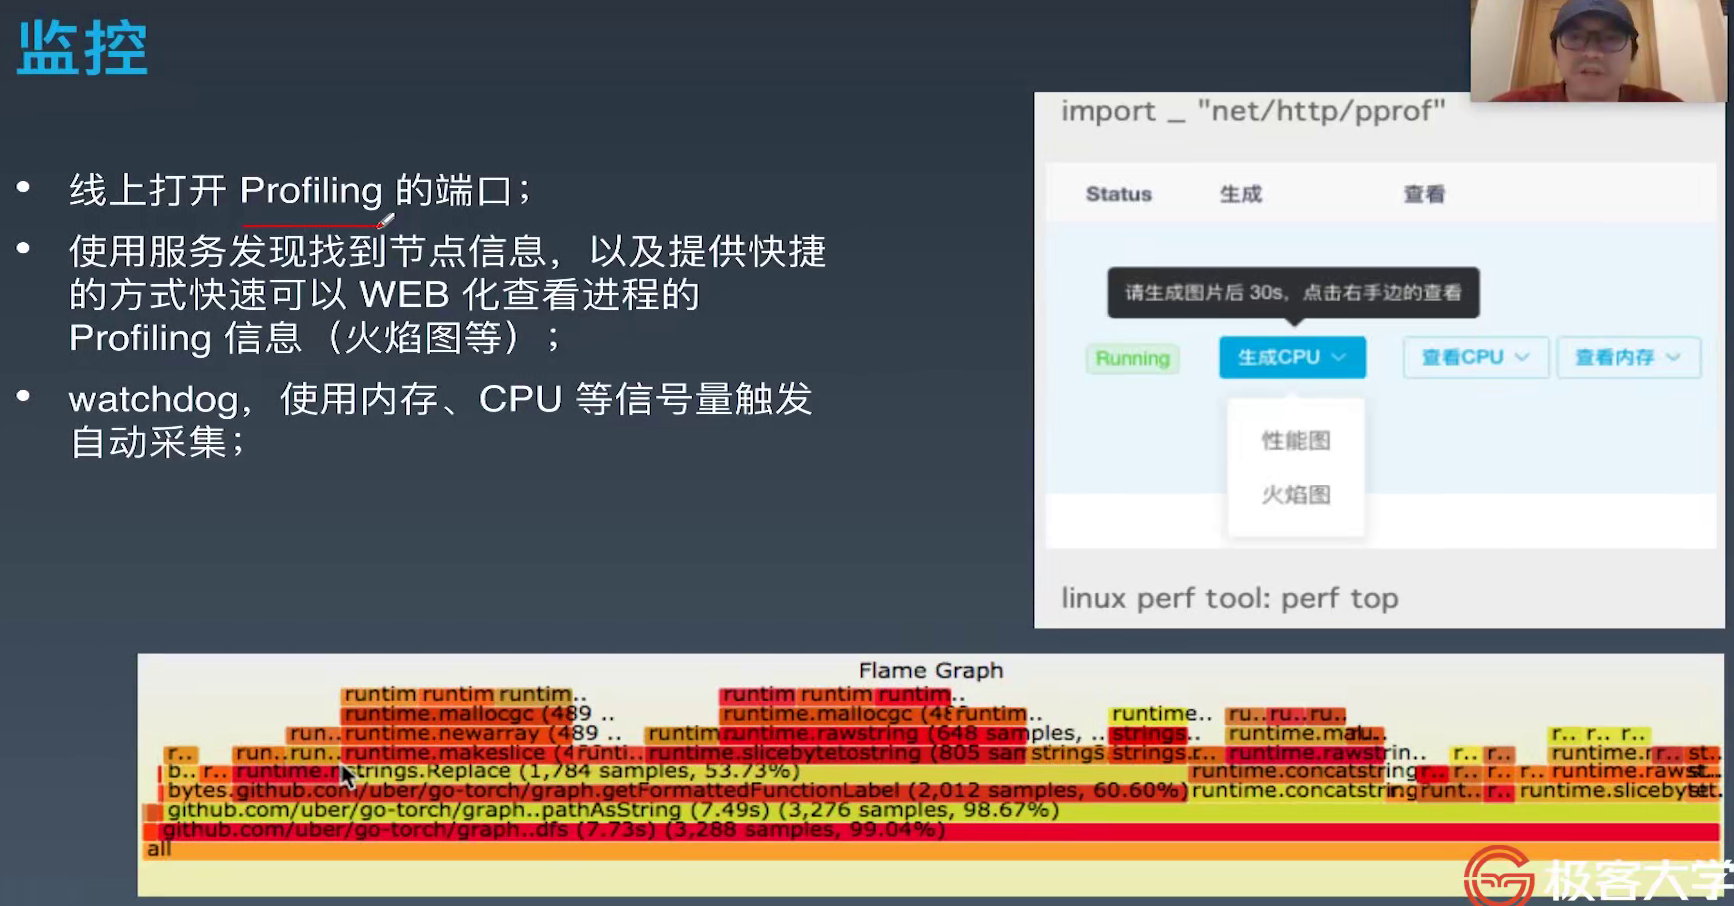 监控
• 线上打开 Profiling 的端口；
• 使用服务发现找到节点信息，以及提供快捷
的方式快速可以 WEB 化查看进程的
Profiling 信息（火焰图等）；
• watchdog，使用内存、CPU 等信号量触发
自动采集；
import _ "net/http/pprof"
Status 生成 查看
请生成图片后 30s，点击右手边的查看
Running 生成CPU 查看CPU 查看内存
性能图
火焰图
linux perf tool: perf top
Flame Graph
runtim runtim runtim.. runtim runtim runtim..
runtime.mallocgc (489 .. runtime.mallocgc (4 runtim.. runtime.. ru.. ru.. ru..
run.. runtime.newarray (489 .. runtim runtime.rawstring (648 samples, .. strings..
r.. run.. run.. runtime.makeslice runtime.slicebytetostring (805 sam strings strings.r.. runtime.rawstrin.. r.. r.. runtime.r st..
b.. r.. strings.Replace (1,784 samples, 53.73%) runtime.concatstring r.. r.. r.. r.. runtime.rawst..
bytes. github.com/uber/go-torch/graph.getFormattedFunctionLabel (2,012 samples, 60.60%) runtime.concatstring runt.. r.. runtime.slicebytet..
github.com/uber/go-torch/graph..pathAsString (7.49s) (3,276 samples, 98.67%)
github.com/uber/go-torch/graph..dfs (7.73s) (3,288 samples, 99.04%)
all
极客大学